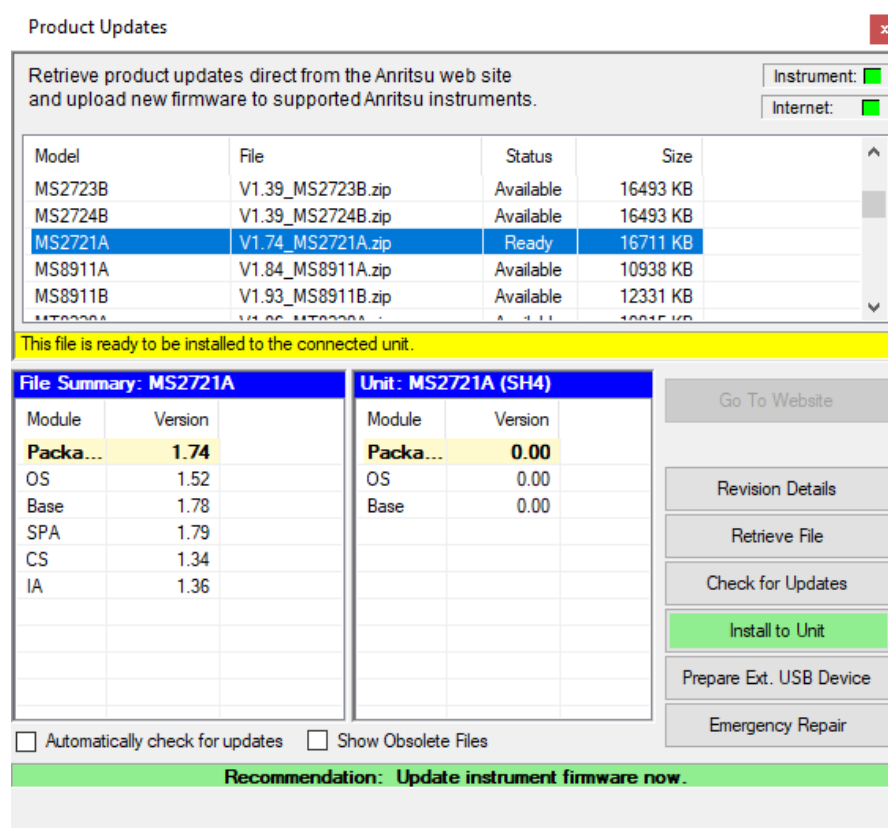 Product Updates
Retrieve product updates direct from the Anritsu web site
and upload new firmware to supported Anritsu instruments.
Instrument:
Internet:
Model File Status Size
MS2723B V1.39_MS2723B.zip Available 16493 KB
MS2724B V1.39_MS2724B.zip Available 16493 KB
MS2721A V1.74_MS2721A.zip Ready 16711 KB
MS8911A V1.84_MS8911A.zip Available 10938 KB
MS8911B V1.93_MS8911B.zip Available 12331 KB
This file is ready to be installed to the connected unit.
File Summary: MS2721A
Module Version
Packa... 1.74
OS 1.52
Base 1.78
SPA 1.79
CS 1.34
IA 1.36
Unit: MS2721A (SH4)
Module Version
Packa... 0.00
OS 0.00
Base 0.00
Go To Website
Revision Details
Retrieve File
Check for Updates
Install to Unit
Prepare Ext. USB Device
Emergency Repair
Automatically check for updates
Show Obsolete Files
Recommendation: Update instrument firmware now.